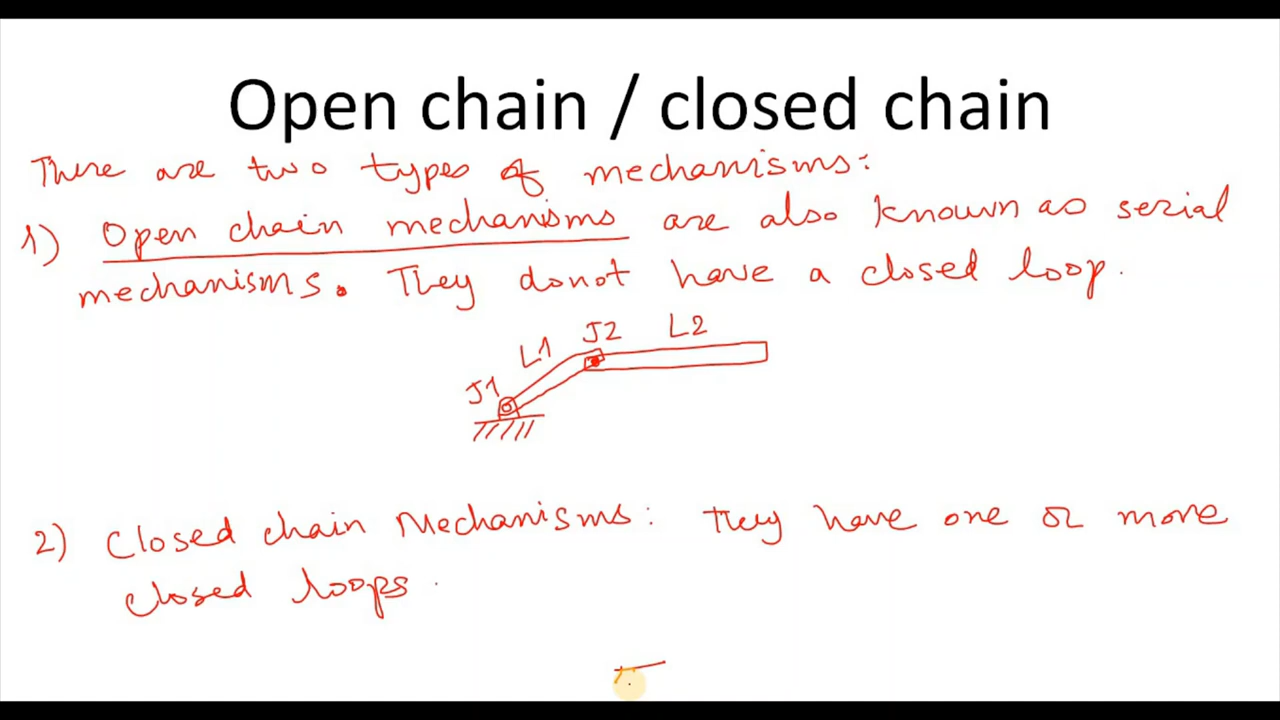 Open chain / closed chain
There are two types of mechanisms:
1) Open chain mechanisms are also known as serial
mechanisms. They donot have a closed loop.
J1 L1 J2 L2
2) Closed chain Mechanisms: They have one or more
closed loops.